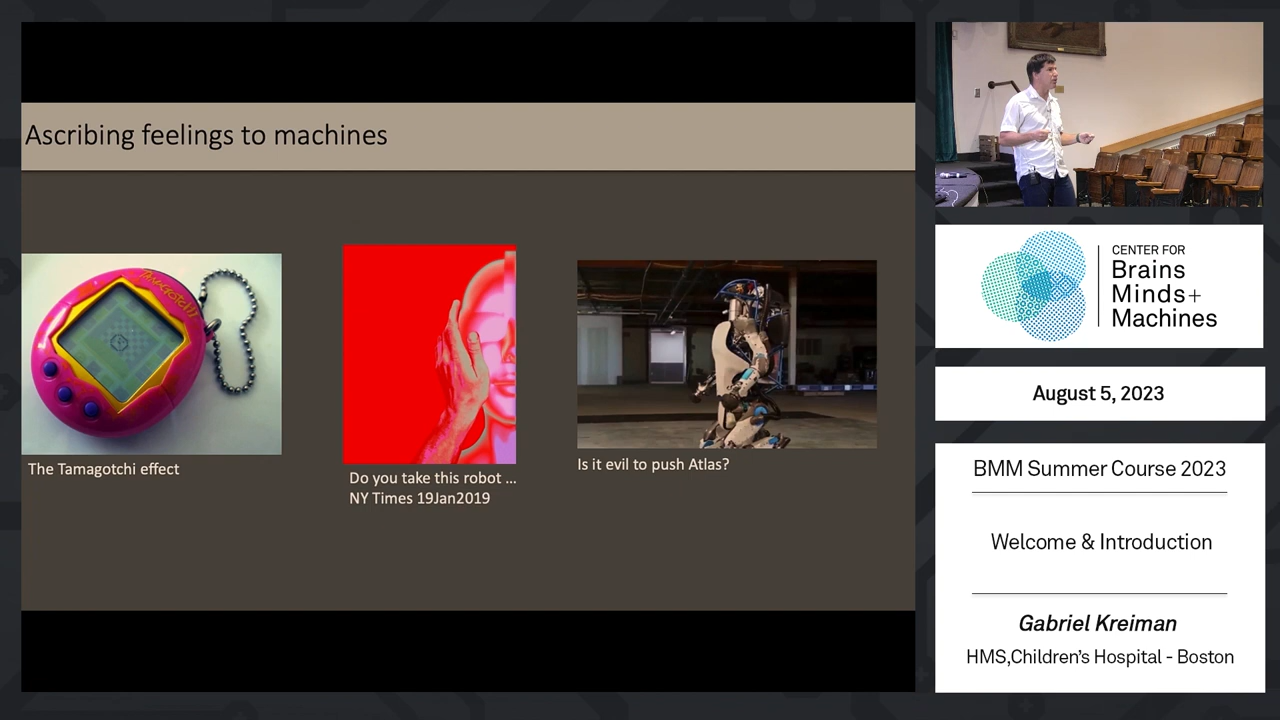 Ascribing feelings to machines
TAMAGOTCHI
The Tamagotchi effect
Do you take this robot ...
NY Times 19Jan2019
Is it evil to push Atlas?
CENTER FOR
Brains
Minds+
Machines
August 5, 2023
BMM Summer Course 2023
Welcome & Introduction
Gabriel Kreiman
HMS,Children's Hospital - Boston